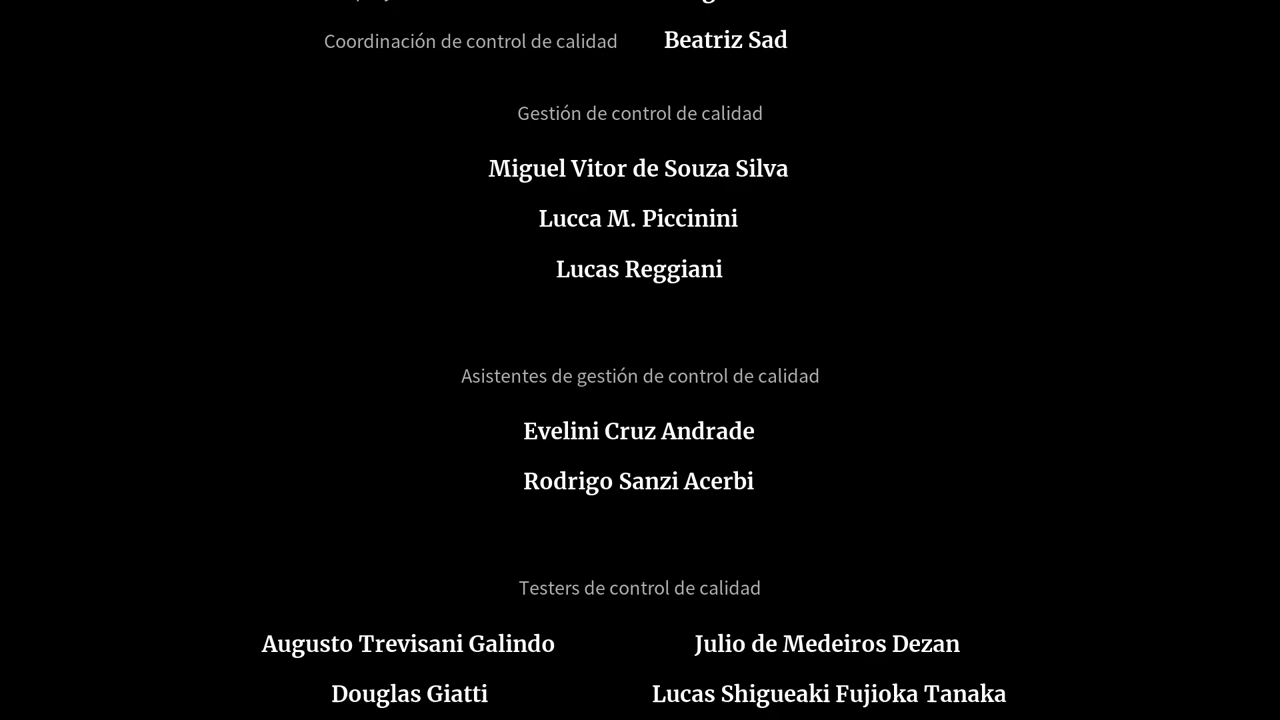 Coordinación de control de calidad Beatriz Sad
Gestión de control de calidad
Miguel Vitor de Souza Silva
Lucca M. Piccinini
Lucas Reggiani
Asistentes de gestión de control de calidad
Evelini Cruz Andrade
Rodrigo Sanzi Acerbi
Testers de control de calidad
Augusto Trevisani Galindo Julio de Medeiros Dezan
Douglas Giatti Lucas Shigueaki Fujioka Tanaka